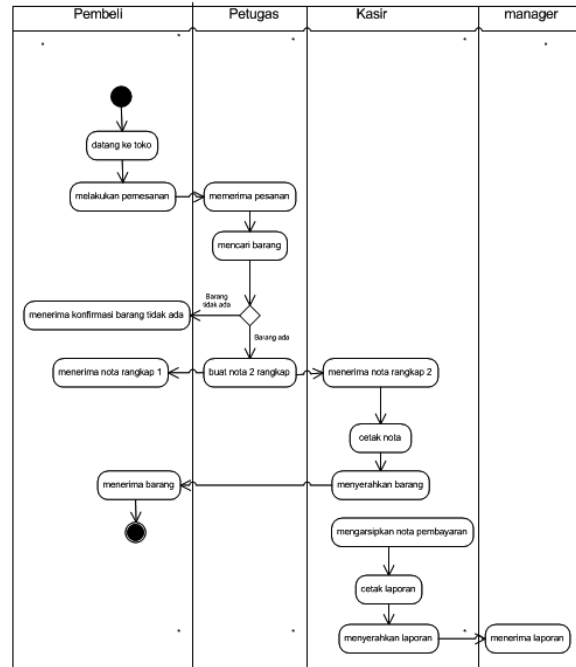 Pembeli
Petugas
Kasir
manager
datang ke toko
melakukan pemesanan
memerima pesanan
mencari barang
Barang
tidak ada
menerima konfirmasi barang tidak ada
Barang ada
menerima nota rangkap 1
buat nota 2 rangkap
menerima nota rangkap 2
cetak nota
menerima barang
menyerahkan barang
mengarsipkan nota pembayaran
cetak laporan
menyerahkan laporan
menerima laporan